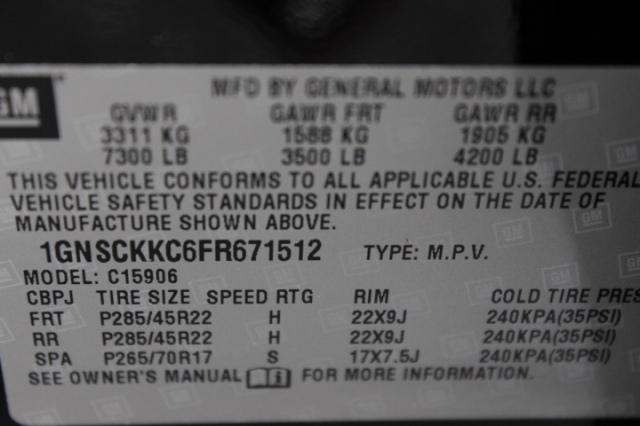 GM
MFD BY GENERAL MOTORS LLC
GVWR GAWR FRT GAWR RR
3311 KG 1588 KG 1905 KG
7300 LB 3500 LB 4200 LB
THIS VEHICLE CONFORMS TO ALL APPLICABLE U.S. FEDERAL
VEHICLE SAFETY STANDARDS IN EFFECT ON THE DATE OF
MANUFACTURE SHOWN ABOVE.
1GNSCKKC6FR671512 TYPE: M.P.V.
MODEL: C15906
CBPJ TIRE SIZE SPEED RTG RIM COLD TIRE PRES
FRT P285/45R22 H 22X9J 240KPA(35PSI)
RR P285/45R22 H 22X9J 240KPA(35PSI)
SPA P265/70R17 S 17X7.5J 240KPA(35PSI)
SEE OWNER'S MANUAL FOR MORE INFORMATION.